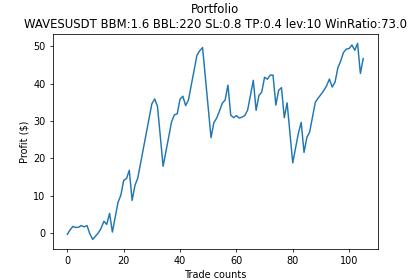 Portfolio
WAVESUSDT BBM:1.6 BBL:220 SL:0.8 TP:0.4 lev:10 WinRatio:73.0
50
40
30
20
10
0
Profit ($)
0 20 40 60 80 100
Trade counts